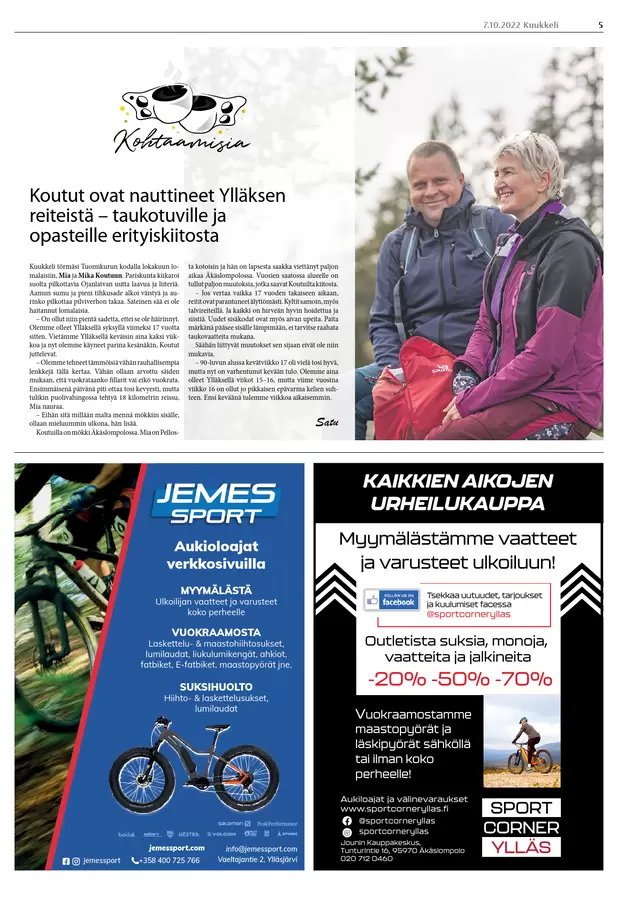 7.10.2022 Kuukkeli 5
Kohtaamisia
Koutut ovat nauttineet Ylläksen
reiteistä – taukotuville ja
opasteille erityiskiitosta
Kuukkeli törmäsi Tuomikurun kodalla lokakuun lo-
malaisiin, Mia ja Mika Koutuun. Pariskunta kiikaroi
suolta pilkottavia Ojanlatvan uutta laavua ja liiteriä.
Aamun sumu ja pieni tihkusade alkoi väistyä ja au-
rinko pilkottaa pilviverhon takaa. Sateinen sää ei ole
haitannut lomalaista.
– On ollut niin pientä sadetta, ettei se ole häirinnyt.
Olemme olleet Ylläksellä syksyllä viimeksi 17 vuotta
sitten. Vietämme Ylläksellä kevätsin aina kaksi viik-
koa ja nyt olemme käyneet parina kesänäkin, Koutut
juttelevat.
– Olemme tehneet tämmöisiä vähän rauhallisempia
lenkkejä tällä kertaa. Vähän ollaan arvottu säiden
mukaan, että vuokrataanko fillarit vai eikö vuokrata.
Ensimmäisenä päivänä piti ottaa tosi kevyesti, mutta
tulikin puolivahingossa tehtyä 18 kilometrin reissu,
Mia nauraa.
– Eihän sitä millään malta mennä mökkiin sisälle,
ollaan mieluummin ulkona, hän lisää.
Koutuilla on mökki Äkäslompolossa. Mia on Pellos-
ta kotoisin ja hän on lapsesta saakka viettänyt paljon
aikaa Äkäslompolossa. Vuosien saatossa alueelle on
tullut paljon muutoksia, jotka saavat Koutuilta kiitosta.
– Jos vertaa vaikka 17 vuoden takaiseen aikaan,
reitit ovat parantuneet älyttömästi. Kyltit samoin, myös
talvireiteillä. Ja kaikki on hirveän hyvin hoidettua ja
siistiä. Uudet sisäkodat ovat myös aivan upeita. Paita
märkänä pääsee sisälle lämpimään, ei tarvitse raahata
taukovaatteita mukana.
Säähän liittyvät muutokset sen sijaan eivät ole niin
mukavia.
– 90-luvun alussa kevätviikko 17 oli vielä tosi hyvä,
mutta nyt on varhentunut kevään tulo. Olemme aina
olleet Ylläksellä viikot 15–16, mutta viime vuosina
viikko 16 on ollut jo pikkaisen epävarma kelien suh-
teen. Ensi keväänä tulemme viikkoa aikaisemmin.
Satu
JEMES
SPORT
Aukioloajat
verkkosivuilla
MYYMÄLÄSTÄ
Ulkoilijan vaatteet ja varusteet
koko perheelle
VUOKRAAMOSTA
Laskettelu- & maastohiihtosukset,
lumilaudat, liukulumikengät, ahkiot,
fatbiket, E-fatbiket, maastopyörät jne.
SUKSIHUOLTO
Hiihto- & laskettelusukset,
lumilaudat
salomon PeakPerformance
jemessport.com info@jemessport.com
jemessport +358 400 725 766 Vaeltajantie 2, Ylläsjärvi
KAIKKIEN AIKOJEN
URHEILUKAUPPA
Myymälästämme vaatteet
ja varusteet ulkoiluun!
FOLLOW US ON
facebook
Tsekkaa uutuudet, tarjoukset
ja kuulumiset facessa
@sportcorneryllas
Outletista suksia, monoja,
vaatteita ja jalkineita
-20% -50% -70%
Vuokraamostamme
maastopyörät ja
läskipyörät sähköllä
tai ilman koko
perheelle!
Aukiloajat ja välinevaraukset
www.sportcorneryllas.fi
@sportcorneryllas
sportcorneryllas
Jounin Kauppakeskus,
Tunturintie 16, 95970 Äkäslompolo
020 712 0460
SPORT
CORNER
YLLÄS